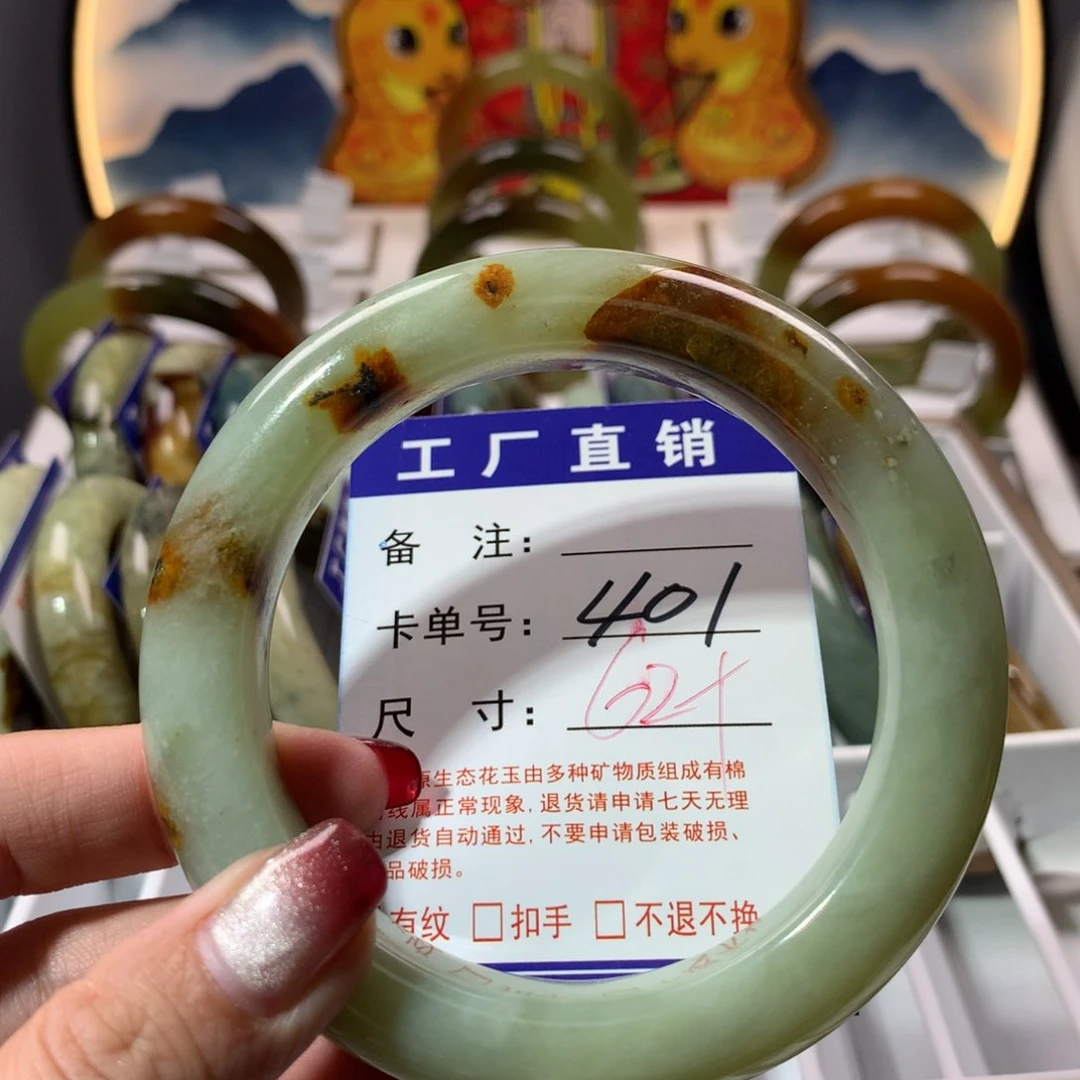 工厂直销
备 注：
卡单号：401
尺 寸：62+
原生态花玉由多种矿物质组成有棉
线属正常现象，退货请申请七天无理
由退货自动通过，不要申请包装破损、
品破损。
有纹 □扣手 □不退不换